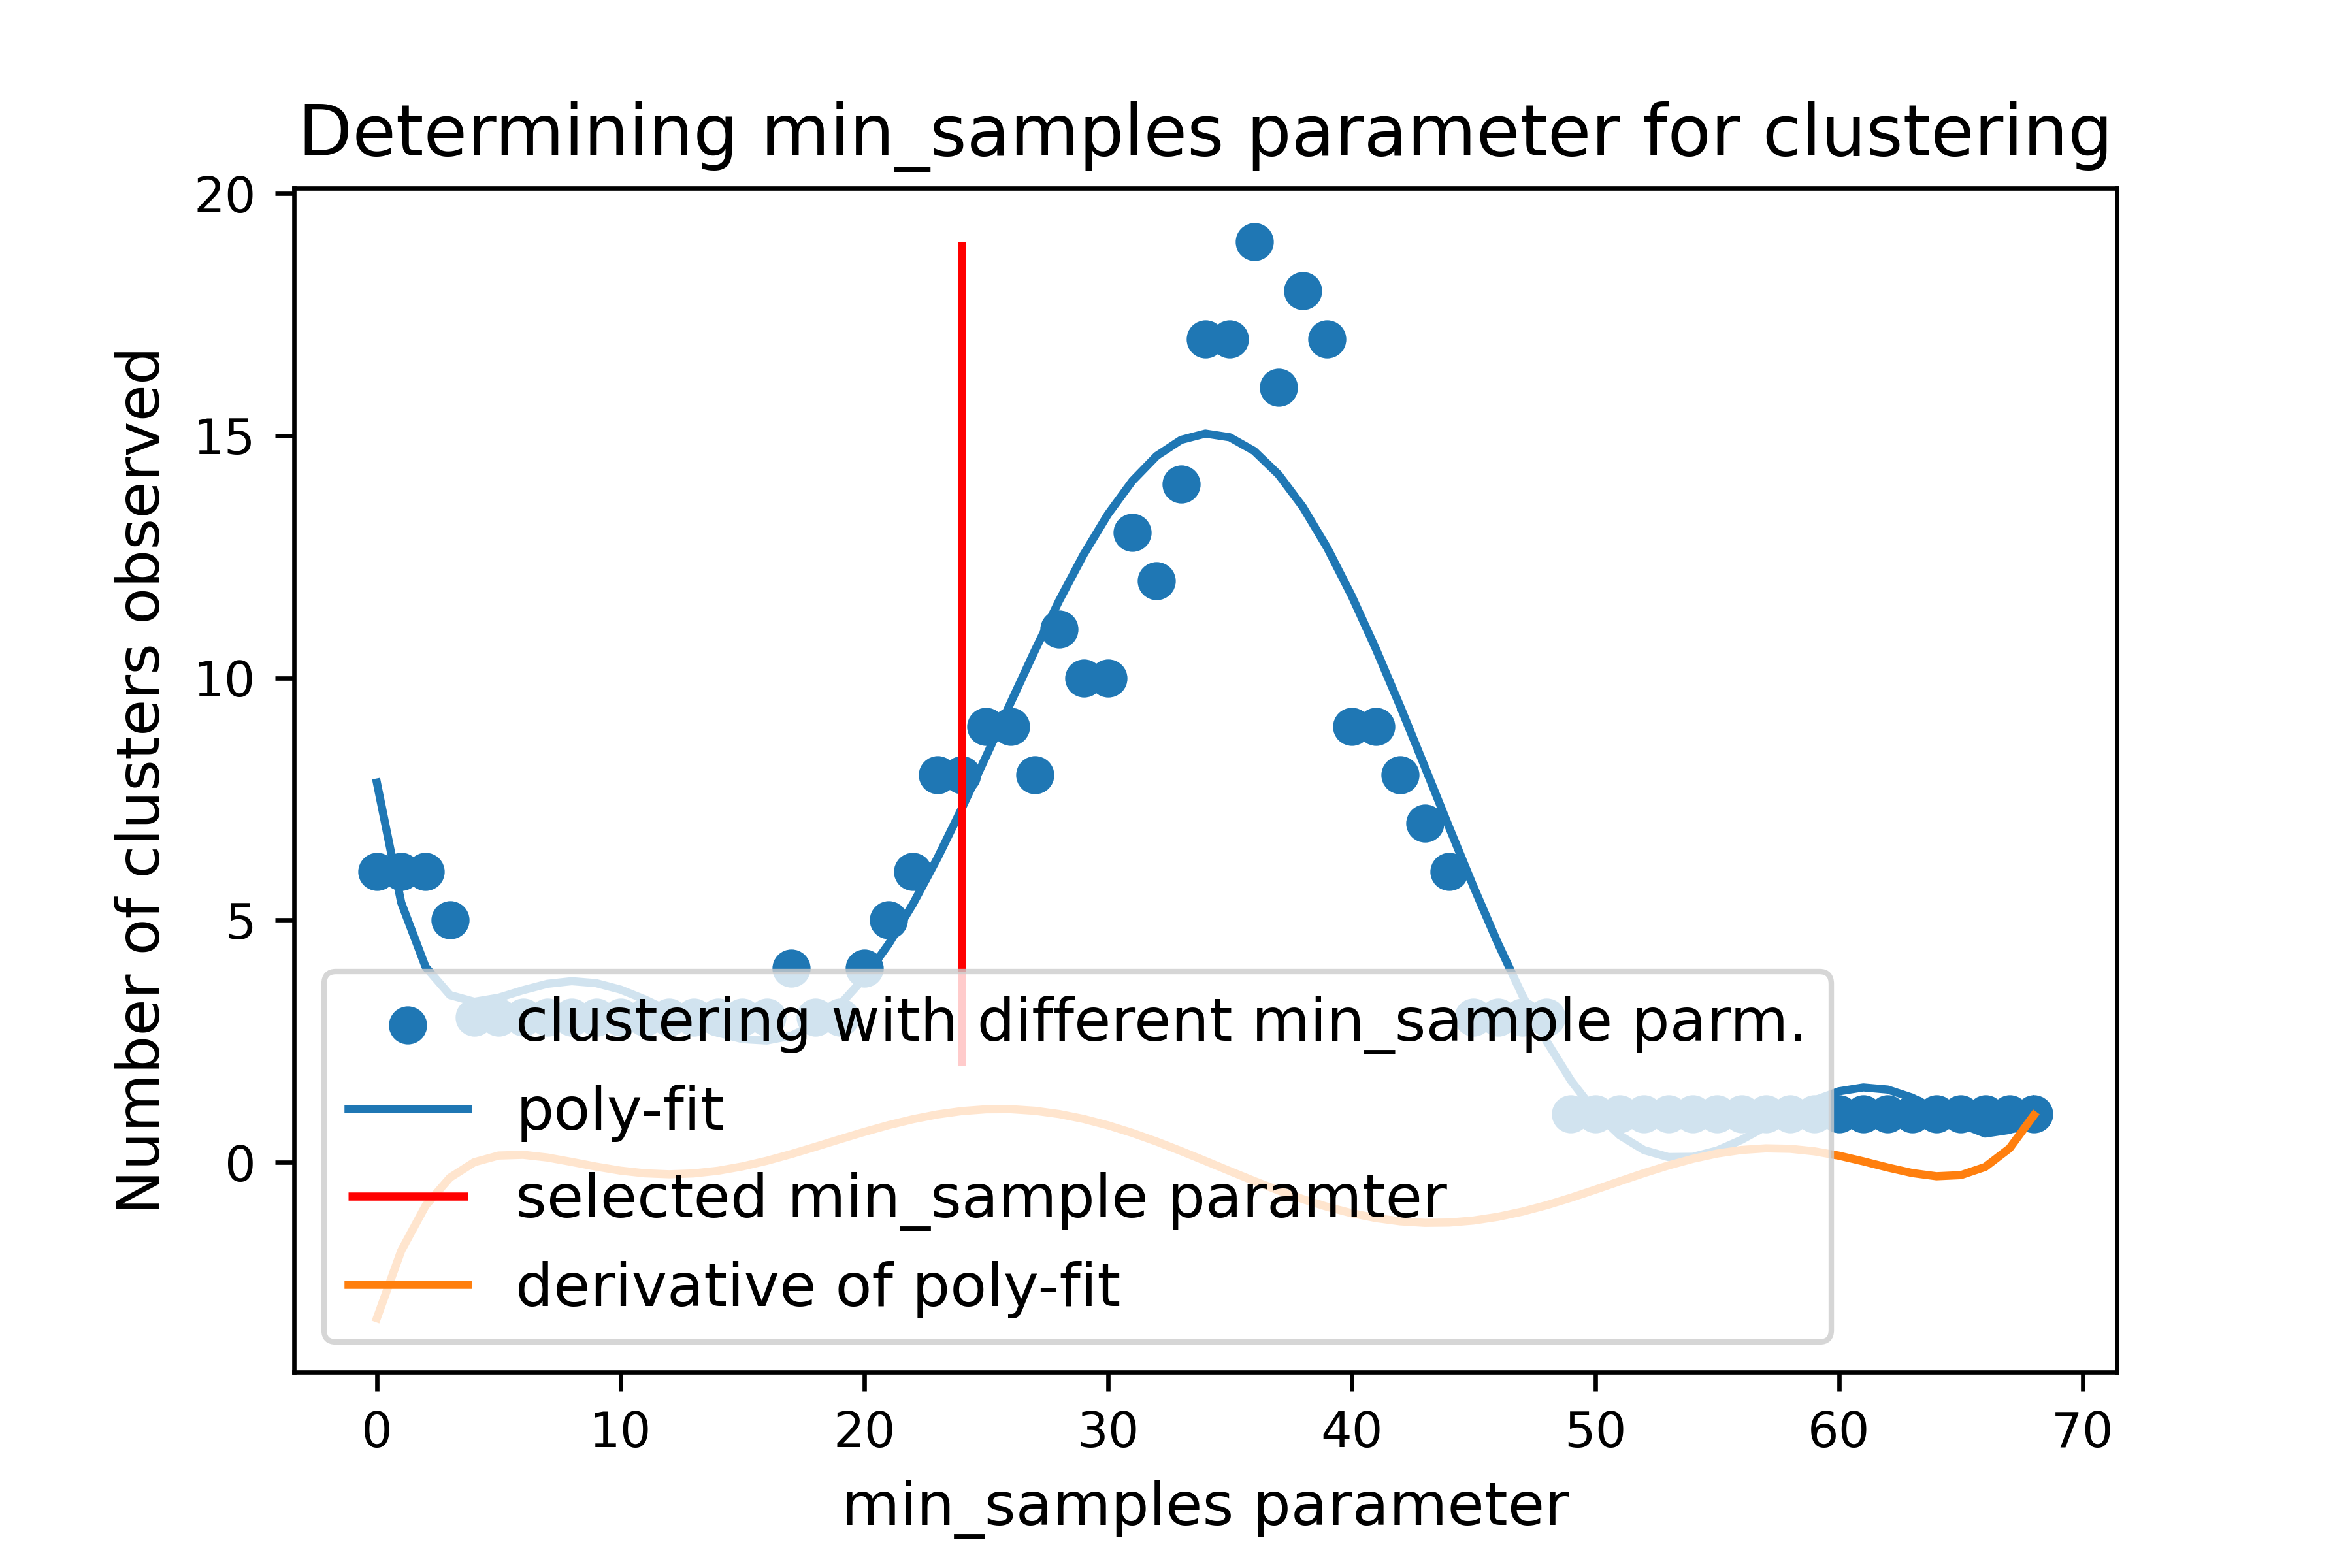 Determining min_samples parameter for clustering
Number of clusters observed
20
15
10
5
0
clustering with different min_sample parm.
poly-fit
selected min_sample paramter
derivative of poly-fit
0 10 20 30 40 50 60 70
min_samples parameter